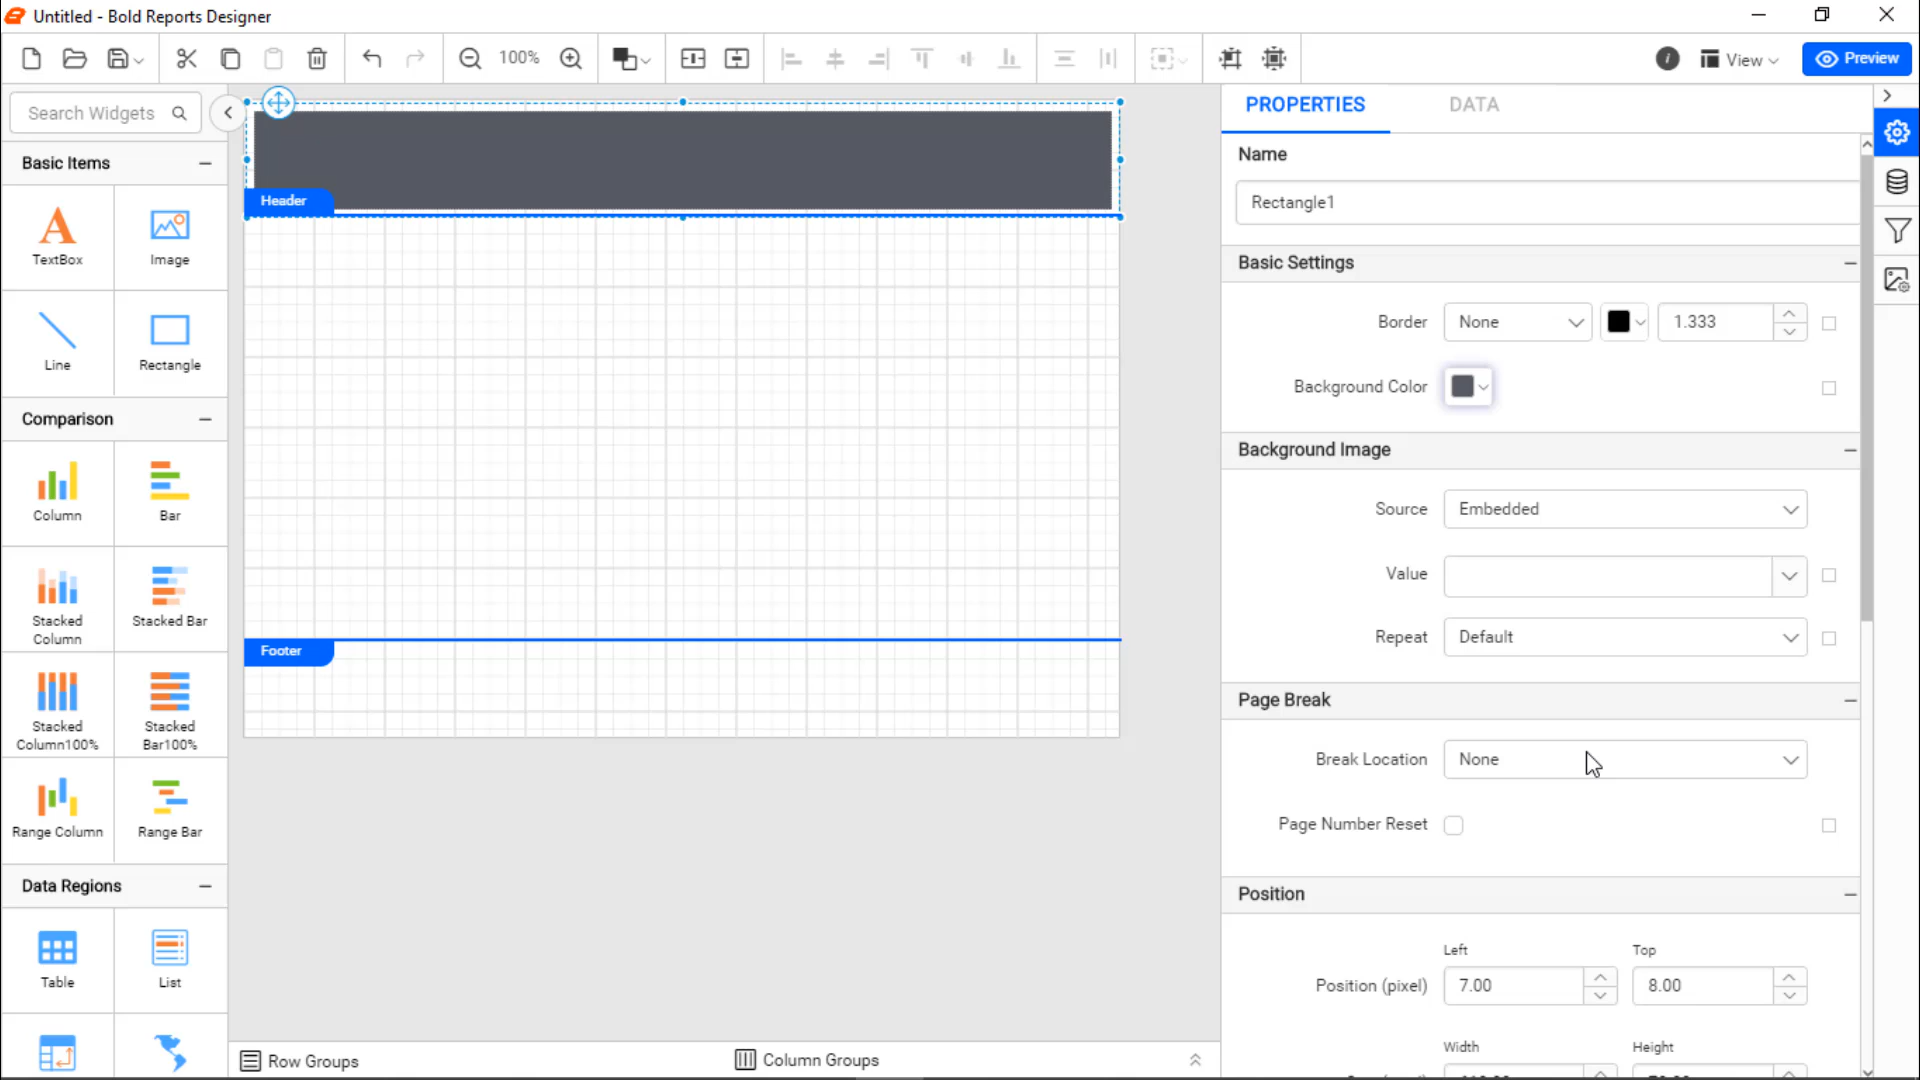 Untitled - Bold Reports Designer
100%
View
Preview
Search Widgets
Basic Items
TextBox
Image
Line
Rectangle
Comparison
Column
Bar
Stacked
Column
Stacked Bar
Stacked
Column100%
Stacked
Bar100%
Range Column
Range Bar
Data Regions
Table
List
Header
Footer
Row Groups
Column Groups
PROPERTIES
DATA
Name
Rectangle1
Basic Settings
Border
None
1.333
Background Color
Background Image
Source
Embedded
Value
Repeat
Default
Page Break
Break Location
None
Page Number Reset
Position
Left
Top
Position (pixel)
7.00
8.00
Width
Height